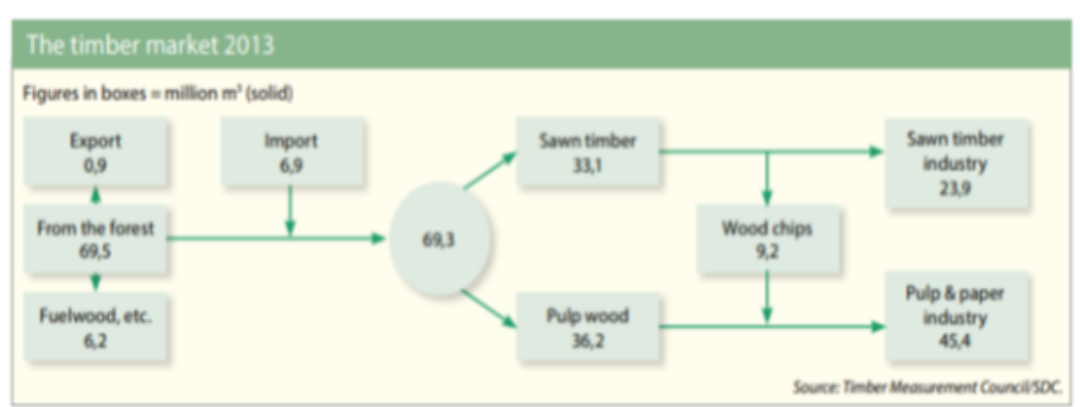 The timber market 2013
Figures in boxes = million m³ (solid)
Export
0,9
Import
6,9
Sawn timber
33,1
Sawn timber
industry
23,9
From the forest
69,5
69,3
Wood chips
9,2
Fuelwood, etc.
6,2
Pulp wood
36,2
Pulp & paper
industry
45,4
Source: Timber Measurement Council/SDC.